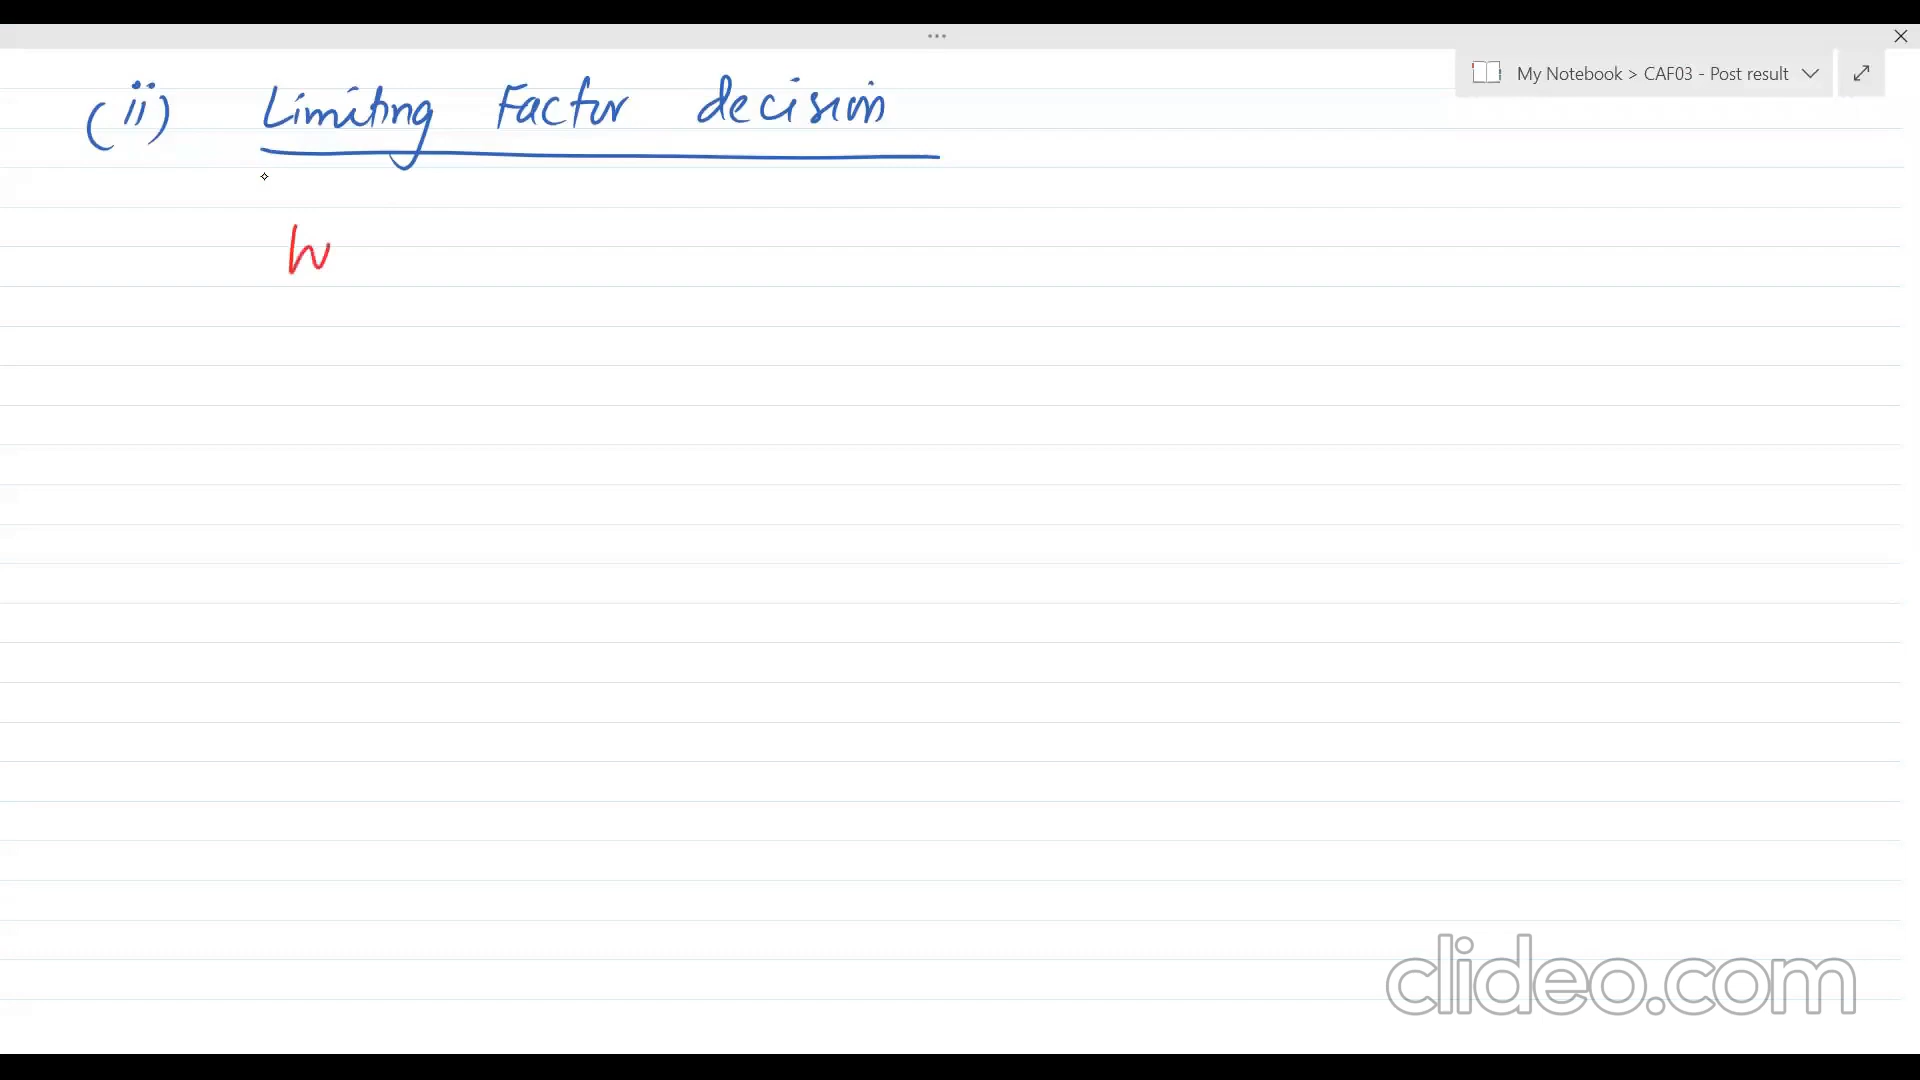 My Notebook > CAF03 - Post result
(ii) Limiting Factor decision
clideo.com